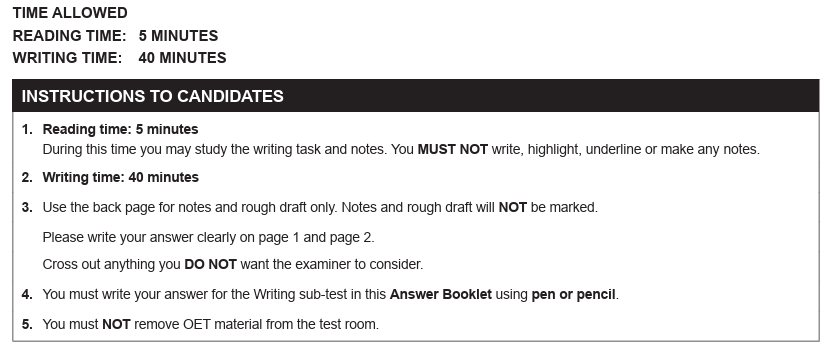 TIME ALLOWED
READING TIME: 5 MINUTES
WRITING TIME: 40 MINUTES
INSTRUCTIONS TO CANDIDATES
1. Reading time: 5 minutes
During this time you may study the writing task and notes. You MUST NOT write, highlight, underline or make any notes.
2. Writing time: 40 minutes
3. Use the back page for notes and rough draft only. Notes and rough draft will NOT be marked.
Please write your answer clearly on page 1 and page 2.
Cross out anything you DO NOT want the examiner to consider.
4. You must write your answer for the Writing sub-test in this Answer Booklet using pen or pencil.
5. You must NOT remove OET material from the test room.